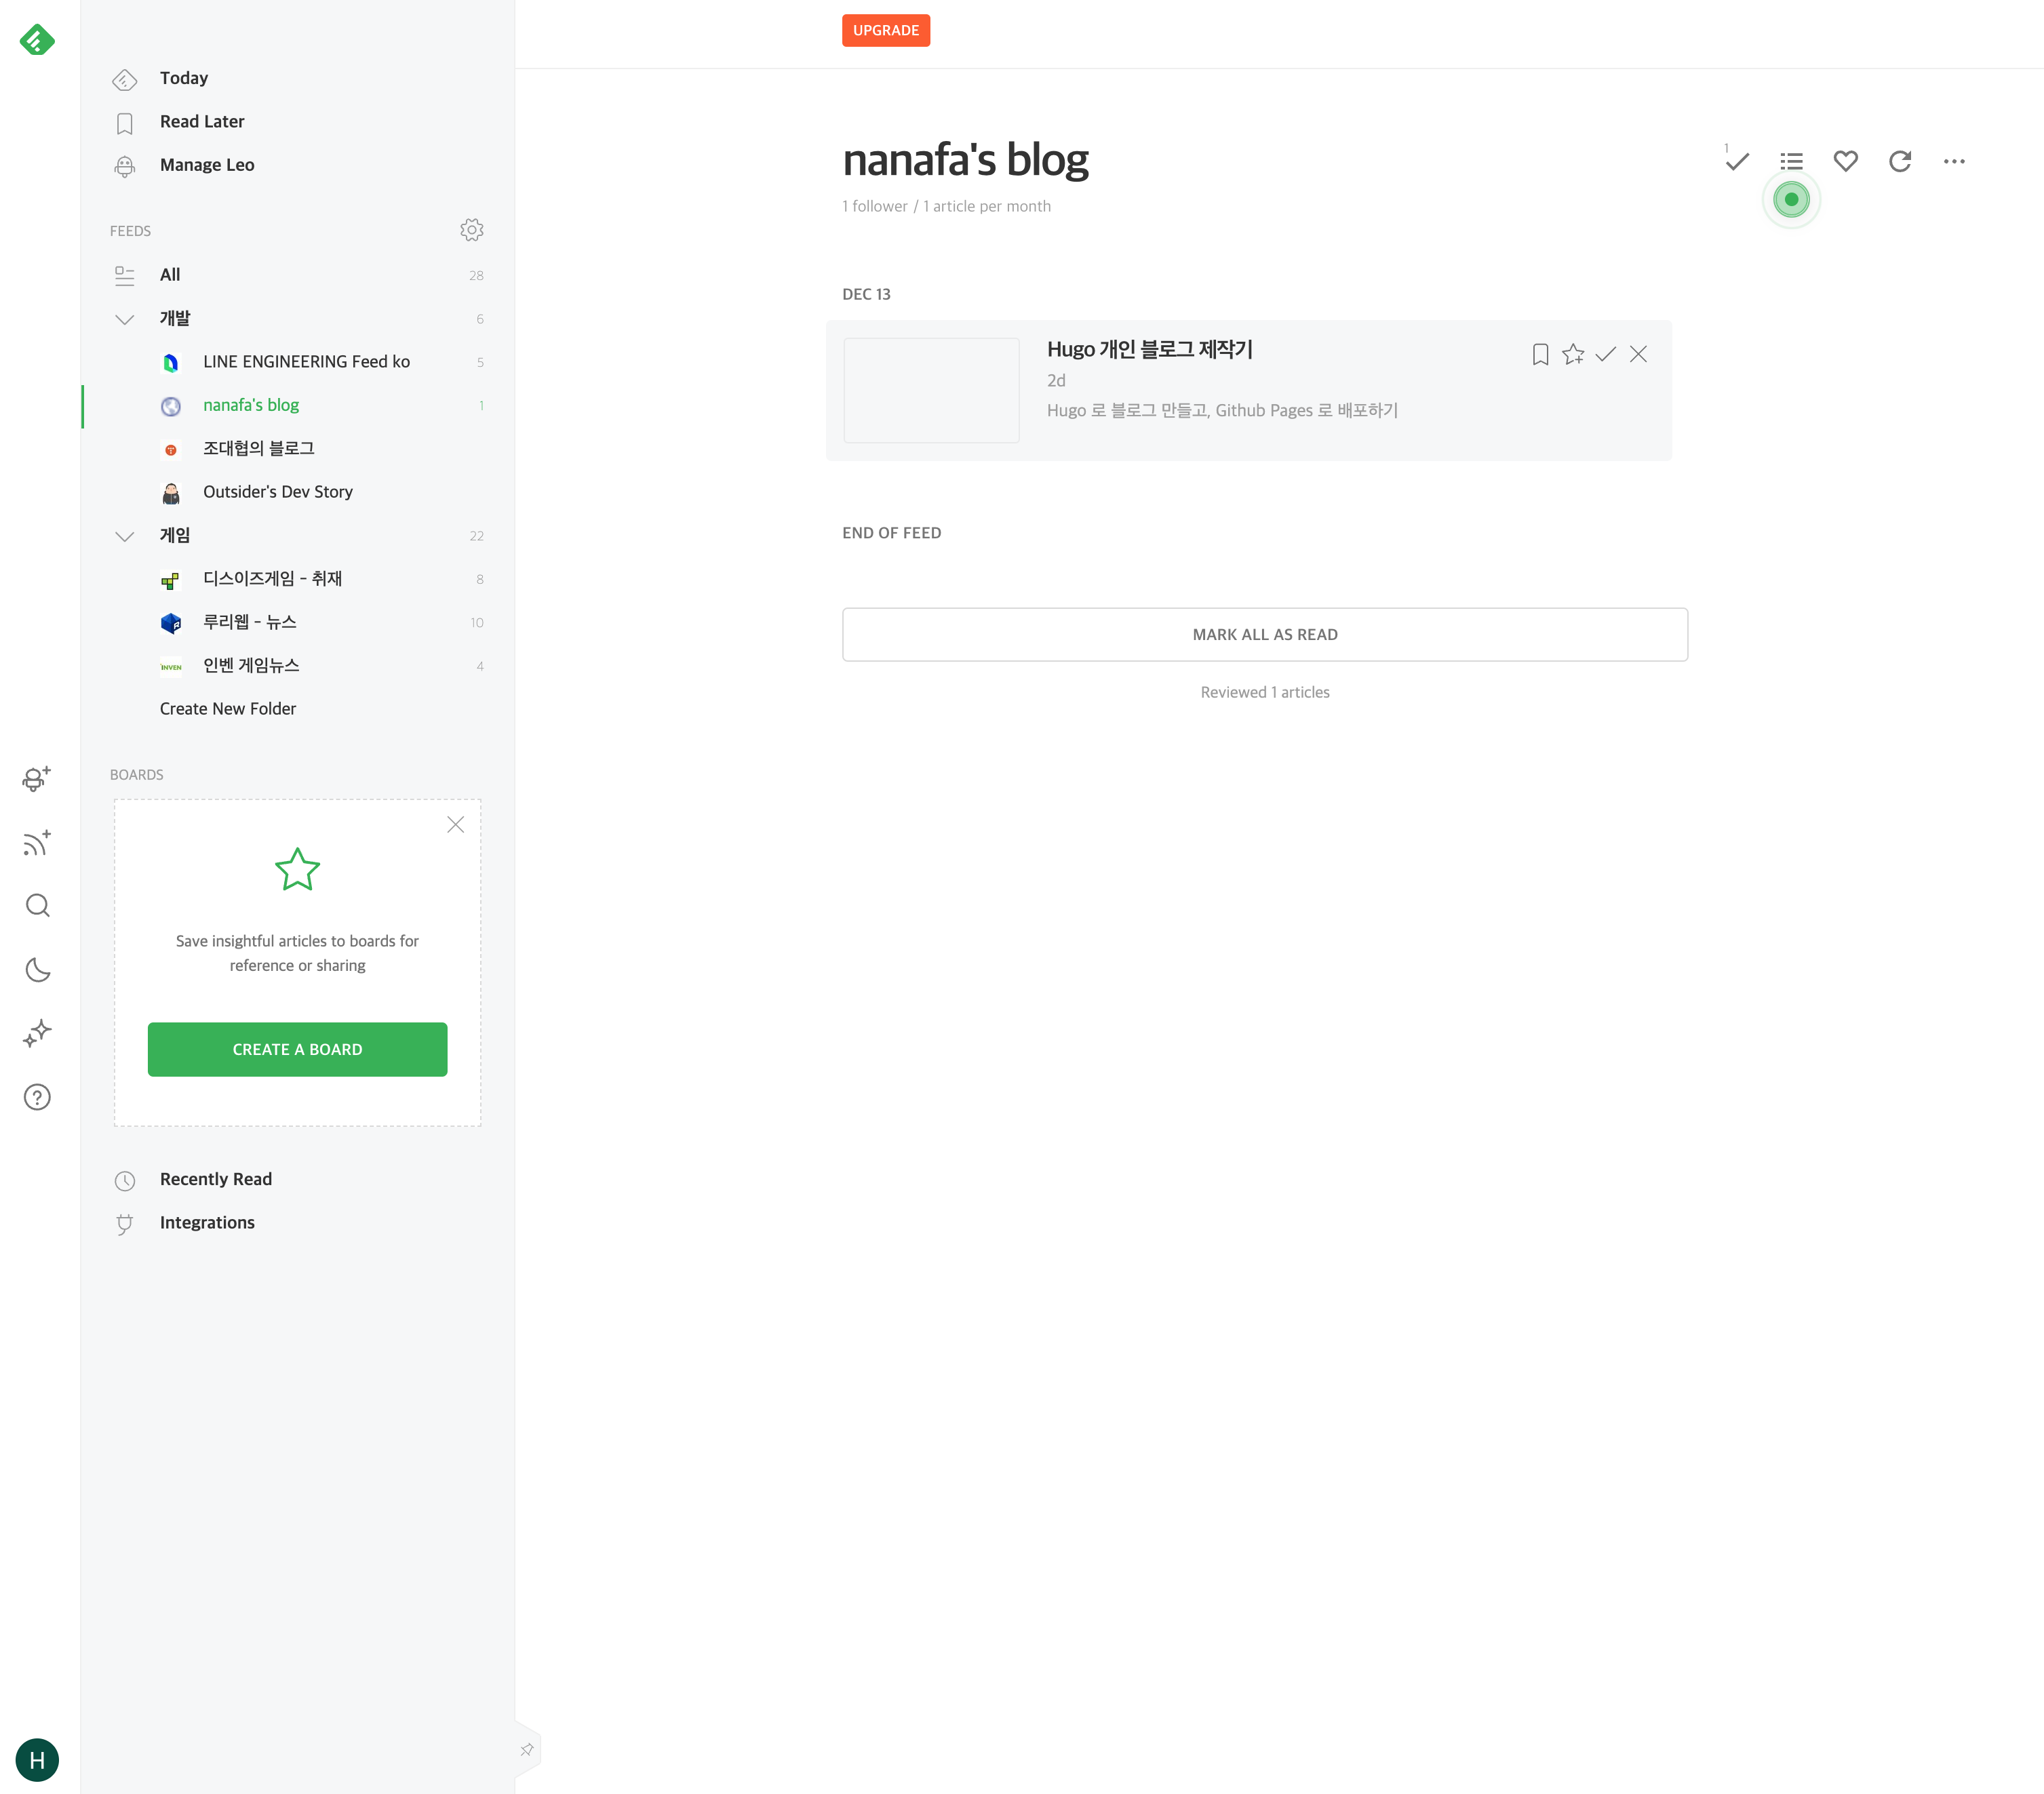 Today
Read Later
Manage Leo
FEEDS
All 28
개발 6
LINE ENGINEERING Feed ko 5
nanafa's blog 1
조대협의 블로그
Outsider's Dev Story
게임 22
디스이즈게임 - 취재 8
루리웹 - 뉴스 10
INVEN 인벤 게임뉴스 4
Create New Folder
BOARDS
Save insightful articles to boards for
reference or sharing
CREATE A BOARD
Recently Read
Integrations
H
UPGRADE
nanafa's blog
1
1 follower / 1 article per month
DEC 13
Hugo 개인 블로그 제작기
2d
Hugo 로 블로그 만들고, Github Pages 로 배포하기
END OF FEED
MARK ALL AS READ
Reviewed 1 articles